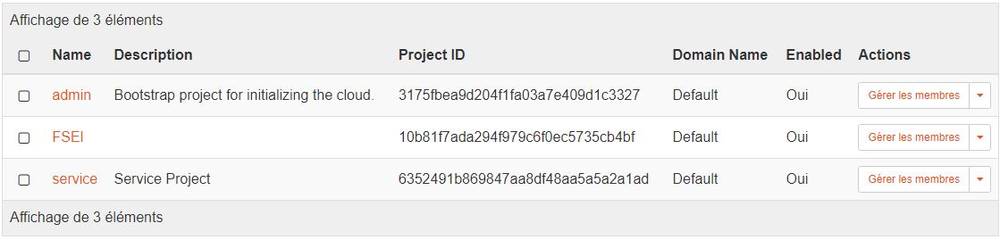 Affichage de 3 éléments
Name Description Project ID Domain Name Enabled Actions
admin Bootstrap project for initializing the cloud. 3175fbea9d204f1fa03a7e409d1c3327 Default Oui Gérer les membres
FSEI 10b81f7ada294f979c6f0ec5735cb4bf Default Oui Gérer les membres
service Service Project 6352491b869847aa8df48aa5a5a2a1ad Default Oui Gérer les membres
Affichage de 3 éléments